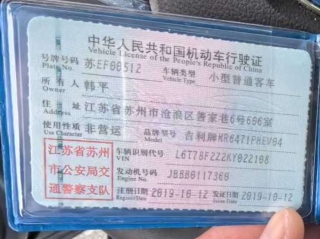 中华人民共和国机动车行驶证
Vehicle License of the People's Republic of China
号牌号码 苏EF00512 车辆类型 小型普通客车
Plate No. Vehicle Type
所有人 韩平
Owner
住址 江苏省苏州市沧浪区善家巷6号606室
Address
使用性质 非营运 品牌型号 吉利牌KR6471PHEV04
Use Character Model
江苏省苏州市公安局交通警察支队
车辆识别代号 L6T78F2Z2KY022108
VIN
发动机号码 JBBB0117368
Engine No.
注册日期 2019-10-12 发证日期 2019-10-12
Register Date Issue Date